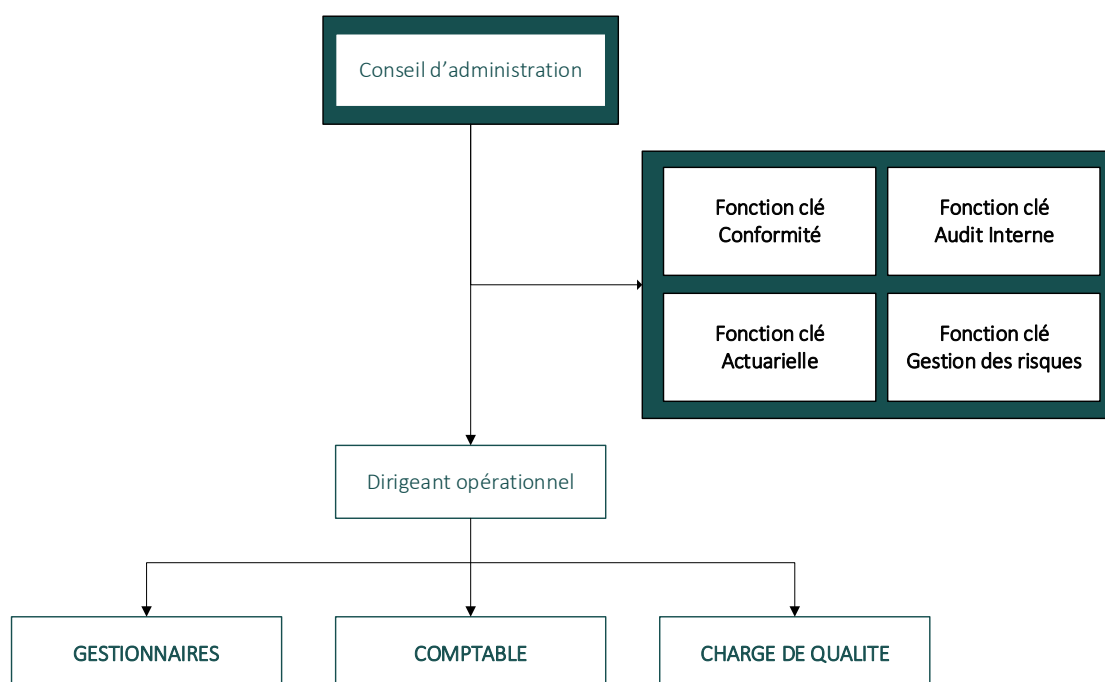 Conseil d’administration
Fonction clé
Conformité
Fonction clé
Audit Interne
Fonction clé
Actuarielle
Fonction clé
Gestion des risques
Dirigeant opérationnel
GESTIONNAIRES
COMPTABLE
CHARGE DE QUALITE